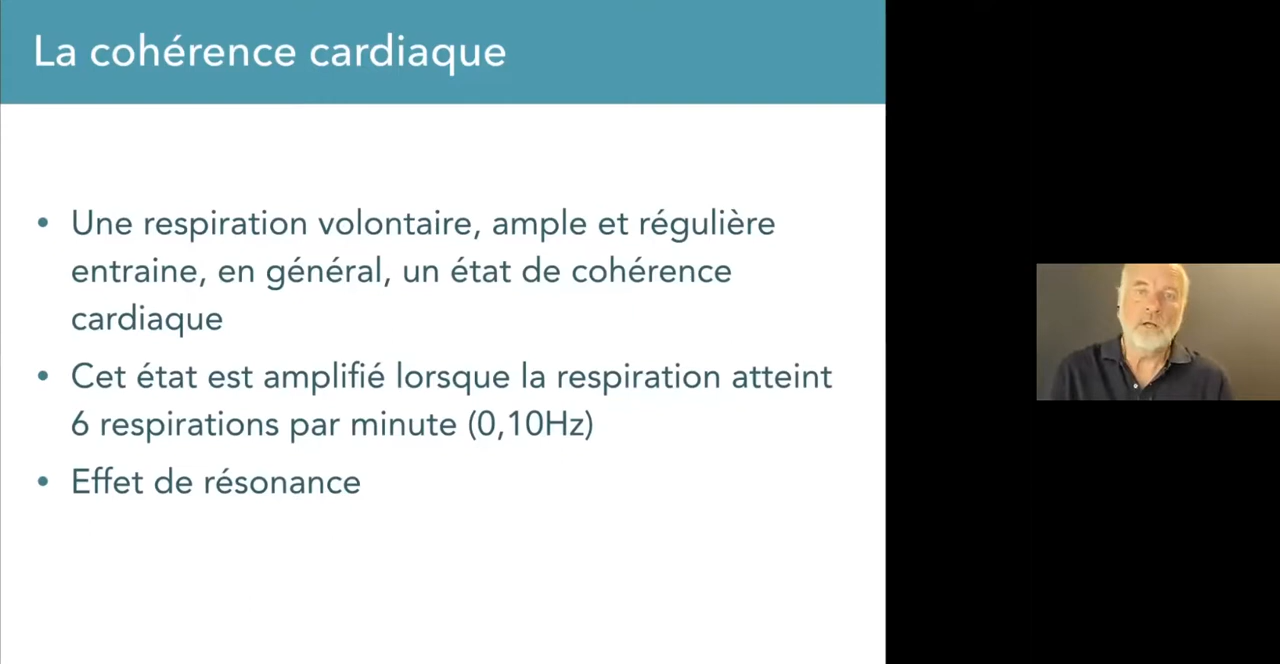 La cohérence cardiaque
• Une respiration volontaire, ample et régulière
entraine, en général, un état de cohérence
cardiaque
• Cet état est amplifié lorsque la respiration atteint
6 respirations par minute (0,10Hz)
• Effet de résonance